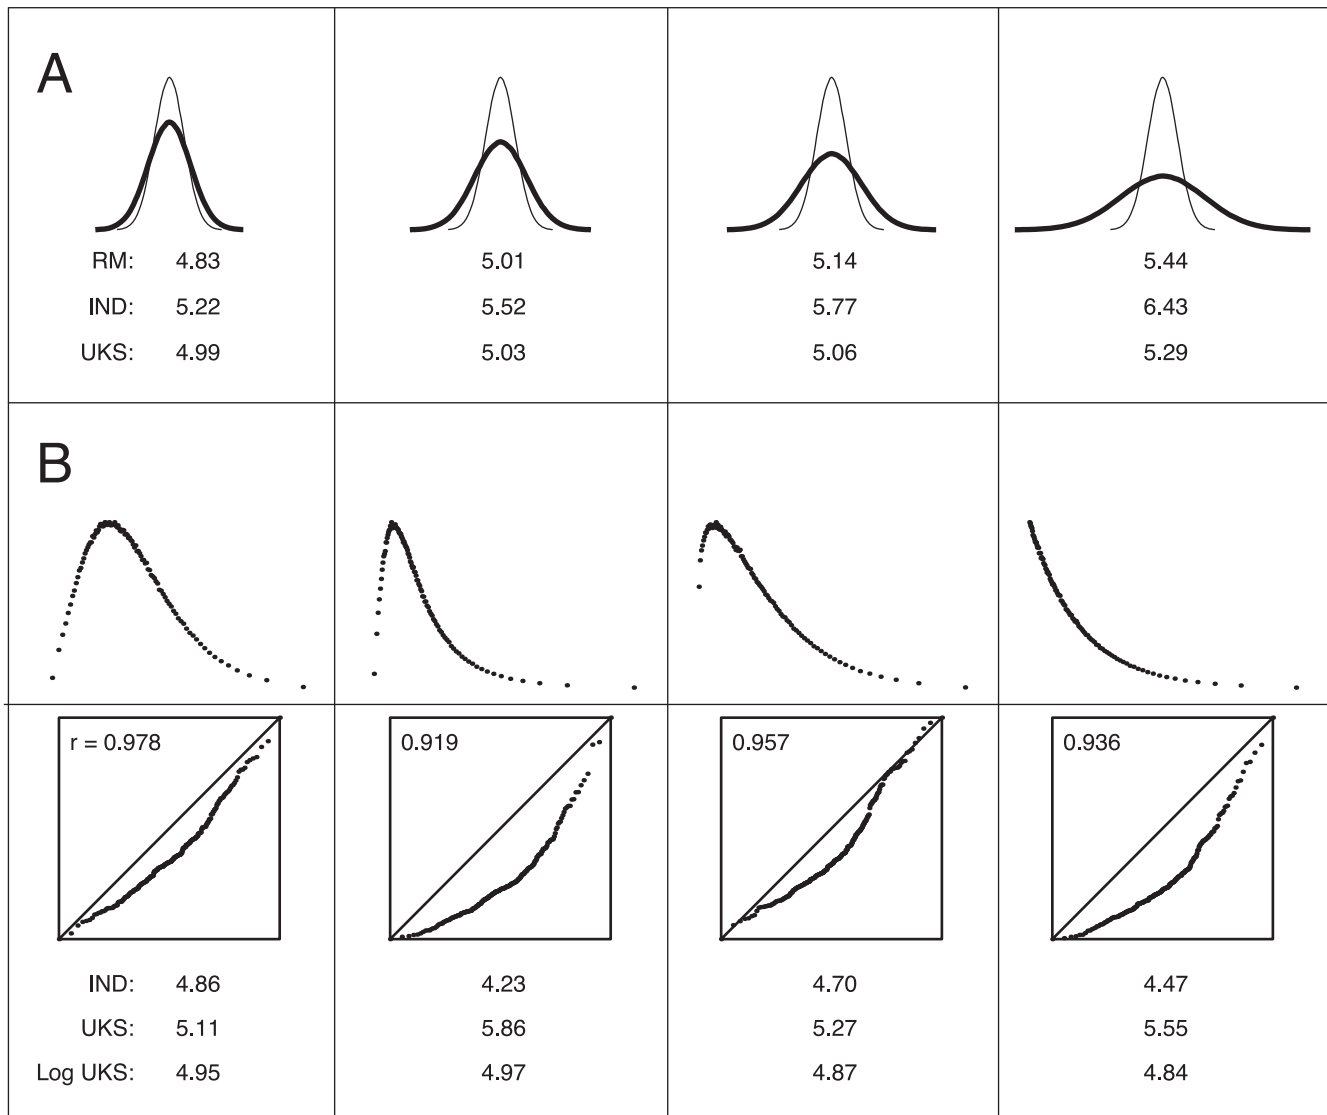 A
RM: 4.83 5.01 5.14 5.44
IND: 5.22 5.52 5.77 6.43
UKS: 4.99 5.03 5.06 5.29
B
r = 0.978 0.919 0.957 0.936
IND: 4.86 4.23 4.70 4.47
UKS: 5.11 5.86 5.27 5.55
Log UKS: 4.95 4.97 4.87 4.84